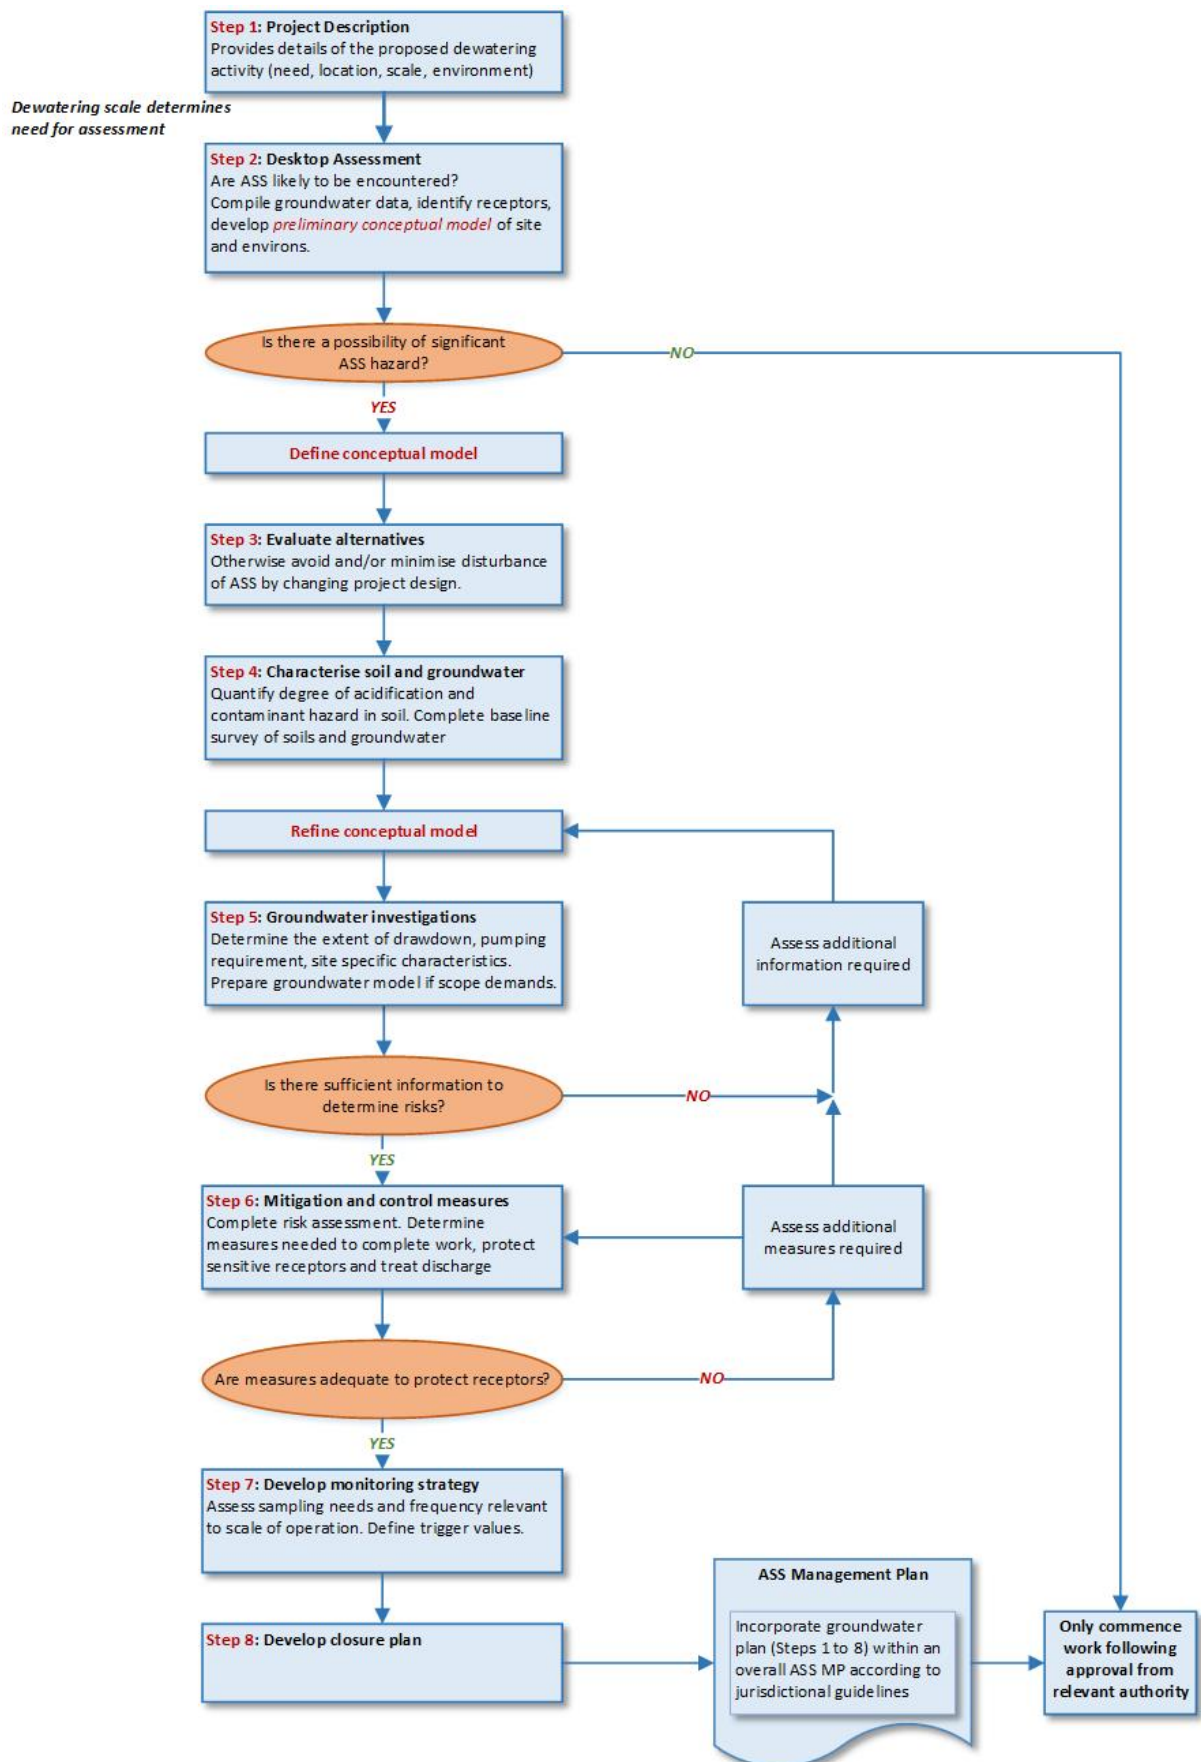 Step 1: Project Description
Provides details of the proposed dewatering
activity (need, location, scale, environment)
Dewatering scale determines
need for assessment
Step 2: Desktop Assessment
Are ASS likely to be encountered?
Compile groundwater data, identify receptors,
develop preliminary conceptual model of site
and environs.
Is there a possibility of significant
ASS hazard?
NO
YES
Define conceptual model
Step 3: Evaluate alternatives
Otherwise avoid and/or minimise disturbance
of ASS by changing project design.
Step 4: Characterise soil and groundwater
Quantify degree of acidification and
contaminant hazard in soil. Complete baseline
survey of soils and groundwater
Refine conceptual model
Step 5: Groundwater investigations
Determine the extent of drawdown, pumping
requirement, site specific characteristics.
Prepare groundwater model if scope demands.
Assess additional
information required
Is there sufficient information to
determine risks?
NO
YES
Step 6: Mitigation and control measures
Complete risk assessment. Determine
measures needed to complete work, protect
sensitive receptors and treat discharge
Assess additional
measures required
Are measures adequate to protect receptors?
NO
YES
Step 7: Develop monitoring strategy
Assess sampling needs and frequency relevant
to scale of operation. Define trigger values.
Step 8: Develop closure plan
ASS Management Plan
Incorporate groundwater
plan (Steps 1 to 8) within an
overall ASS MP according to
jurisdictional guidelines
Only commence
work following
approval from
relevant authority